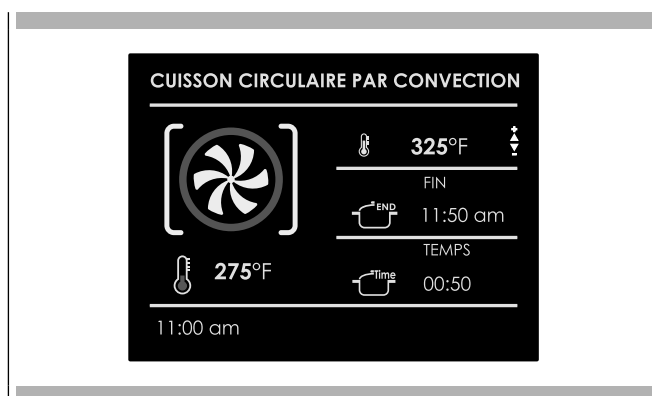 CUISSON CIRCULAIRE PAR CONVECTION
325°F
+
-
FIN
END
11:50 am
TEMPS
275°F
Time
00:50
11:00 am